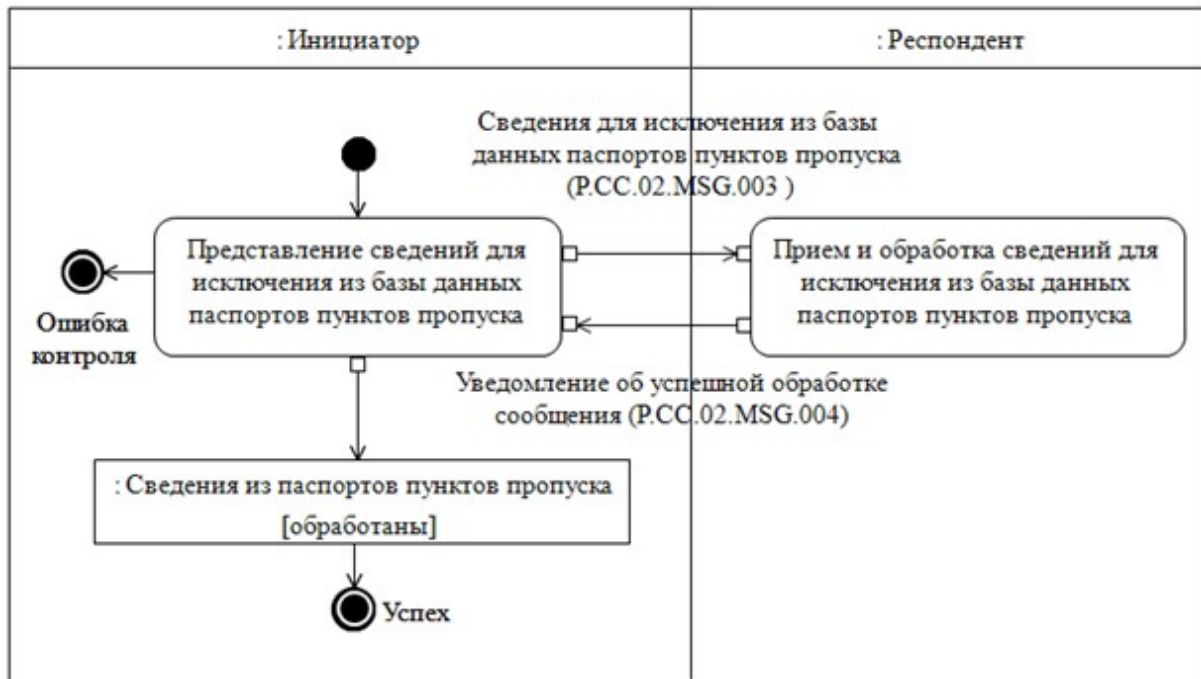 : Инициатор
: Респондент
Сведения для исключения из базы
данных паспортов пунктов пропуска
(P.CC.02.MSG.003 )
Представление сведений для
исключения из базы данных
паспортов пунктов пропуска
Прием и обработка сведений для
исключения из базы данных
паспортов пунктов пропуска
Ошибка
контроля
Уведомление об успешной обработке
сообщения (P.CC.02.MSG.004)
: Сведения из паспортов пунктов пропуска
[обработаны]
Успех